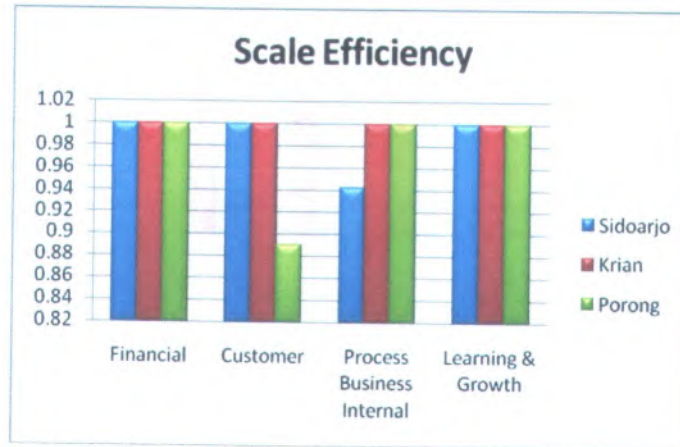 Scale Efficiency
1.02
1
0.98
0.96
0.94
0.92
0.9
0.88
0.86
0.84
0.82
Financial
Customer
Process
Business
Internal
Learning &
Growth
Sidoarjo
Krian
Porong